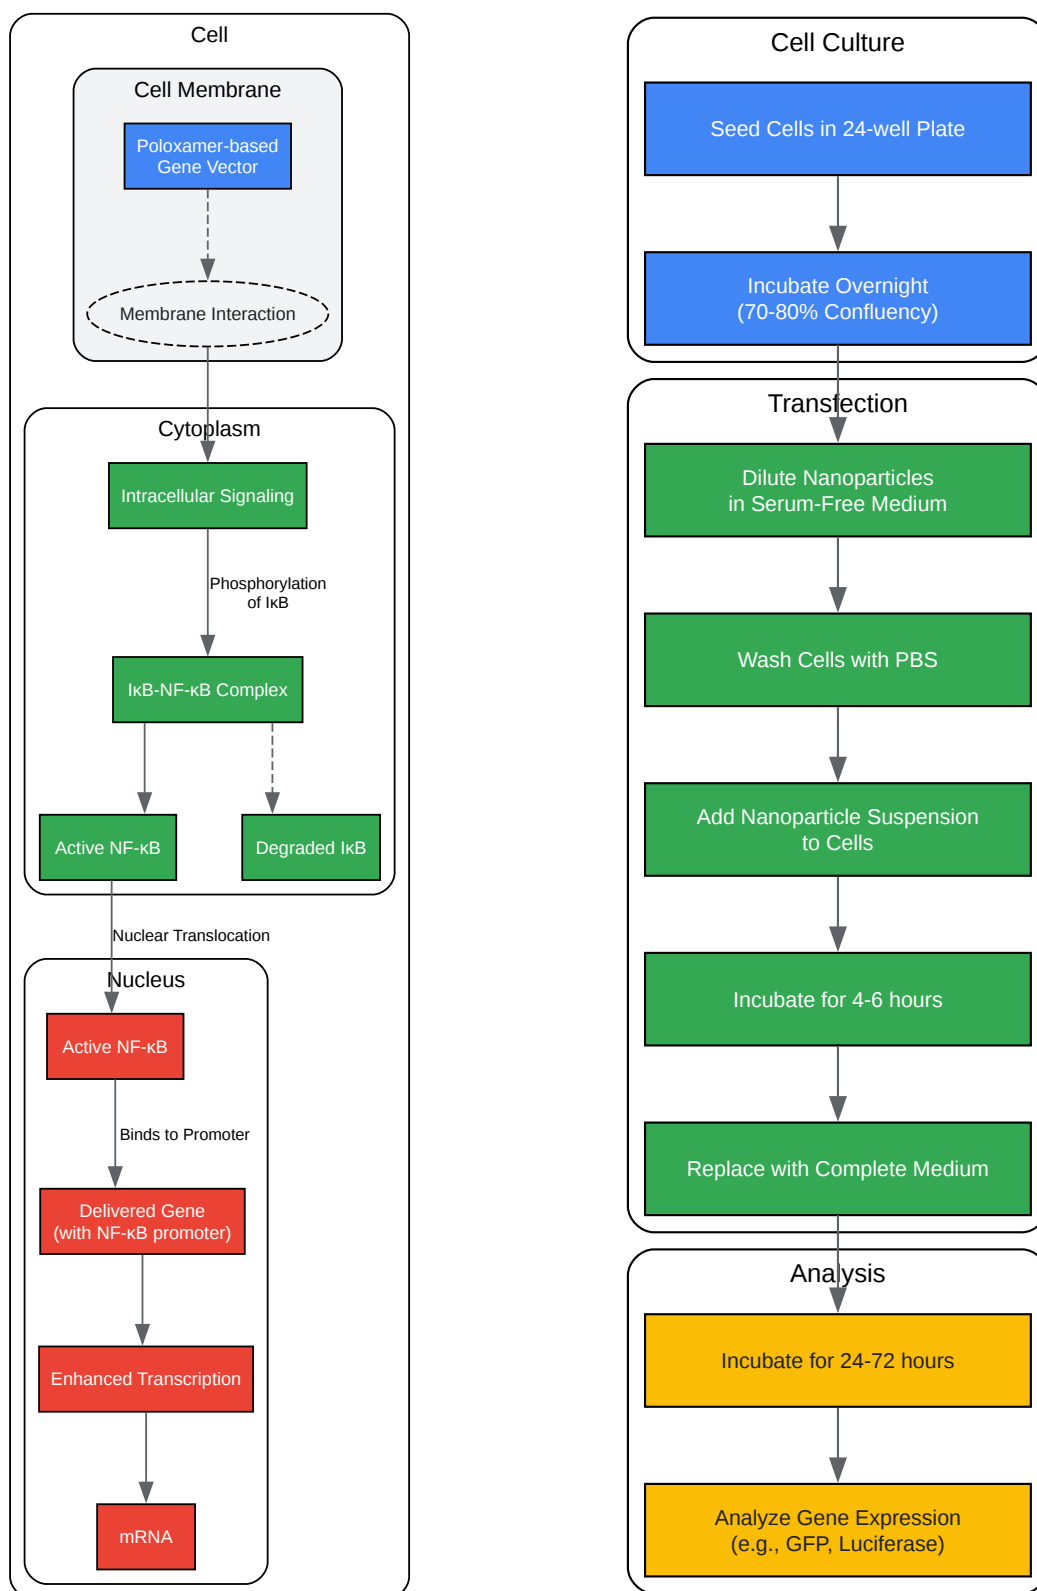 Cell
Cell Membrane
Poloxamer-based
Gene Vector
Membrane Interaction
Cytoplasm
Intracellular Signaling
Phosphorylation
of IκB
IκB-NF-κB Complex
Active NF-κB
Degraded IκB
Nuclear Translocation
Nucleus
Active NF-κB
Binds to Promoter
Delivered Gene
(with NF-κB promoter)
Enhanced Transcription
mRNA
Cell Culture
Seed Cells in 24-well Plate
Incubate Overnight
(70-80% Confluency)
Transfection
Dilute Nanoparticles
in Serum-Free Medium
Wash Cells with PBS
Add Nanoparticle Suspension
to Cells
Incubate for 4-6 hours
Replace with Complete Medium
Analysis
Incubate for 24-72 hours
Analyze Gene Expression
(e.g., GFP, Luciferase)